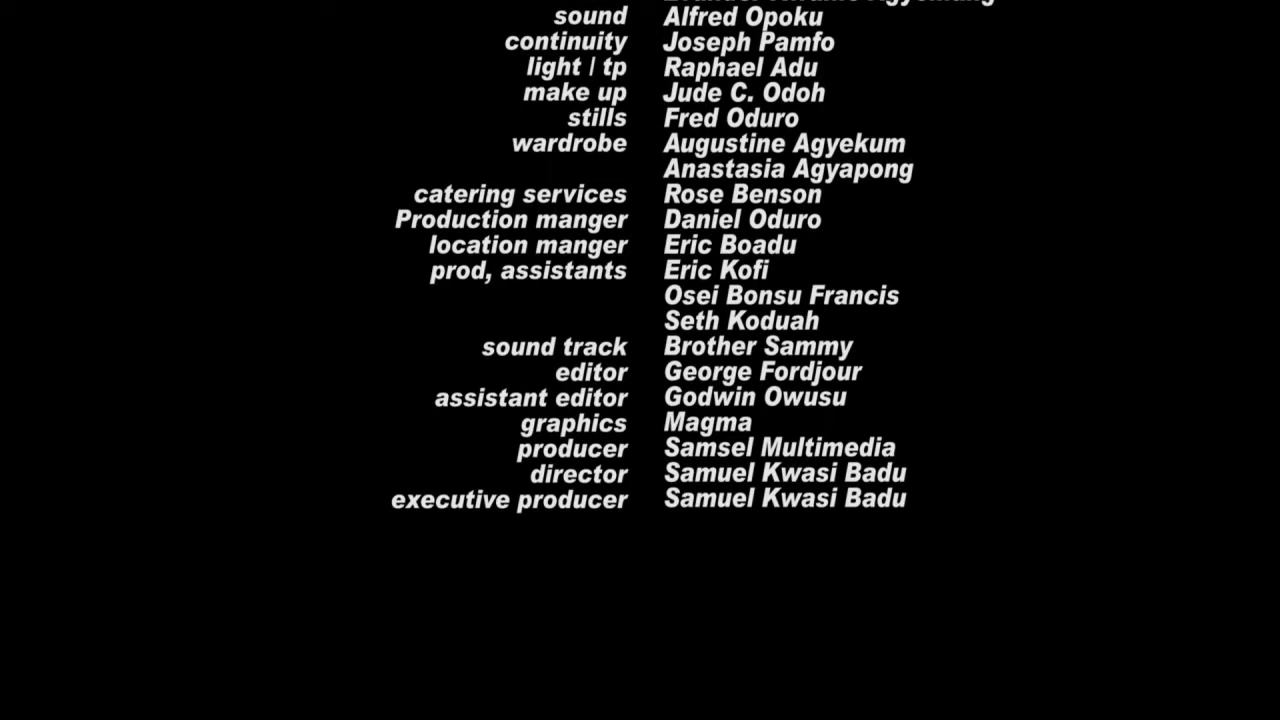 sound Alfred Opoku
continuity Joseph Pamfo
light / tp Raphael Adu
make up Jude C. Odoh
stills Fred Oduro
wardrobe Augustine Agyekum
Anastasia Agyapong
catering services Rose Benson
Production manger Daniel Oduro
location manger Eric Boadu
prod, assistants Eric Kofi
Osei Bonsu Francis
Seth Koduah
sound track Brother Sammy
editor George Fordjour
assistant editor Godwin Owusu
graphics Magma
producer Samsel Multimedia
director Samuel Kwasi Badu
executive producer Samuel Kwasi Badu